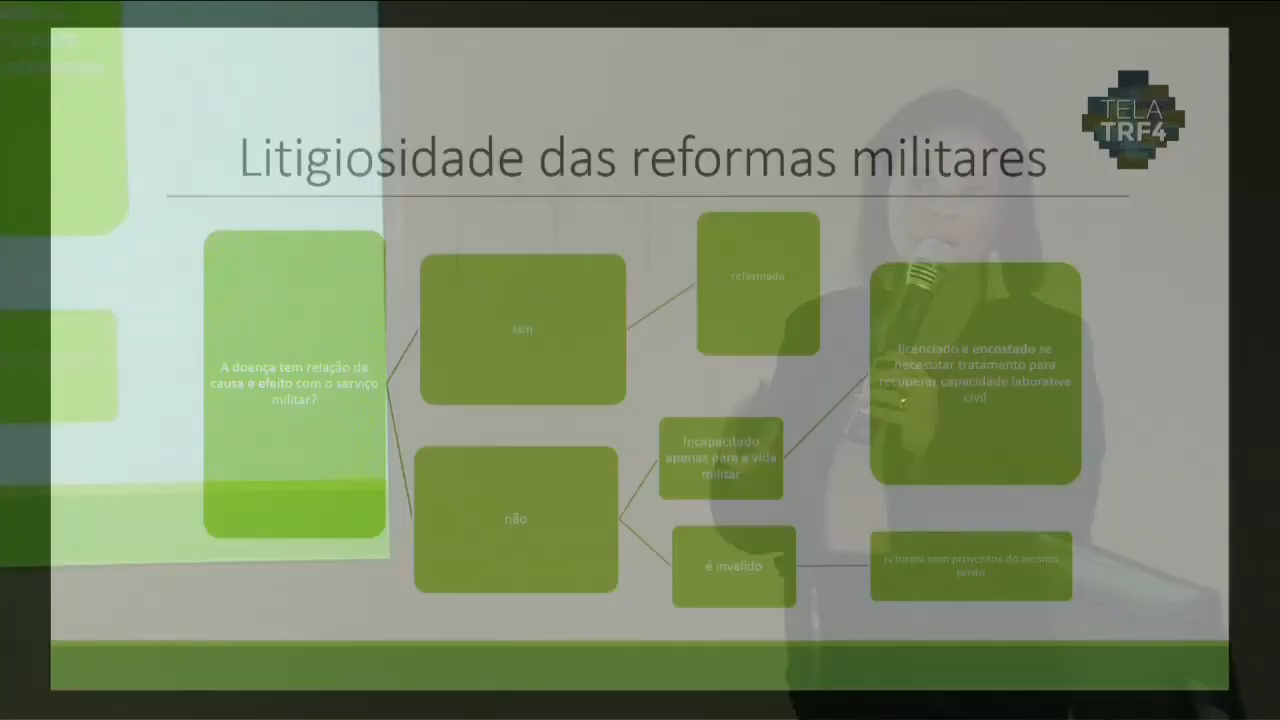 TELA
TRF4
Litigiosidade das reformas militares
A doença tem relação de
causa e efeito com o serviço
militar?
sim
reformado
não
Incapacitado
apenas para a vida
militar
licenciado e encostado se
necessitar tratamento para
recuperar capacidade laborativa
civil
é invalido
reforma com proventos do mesmo
posto